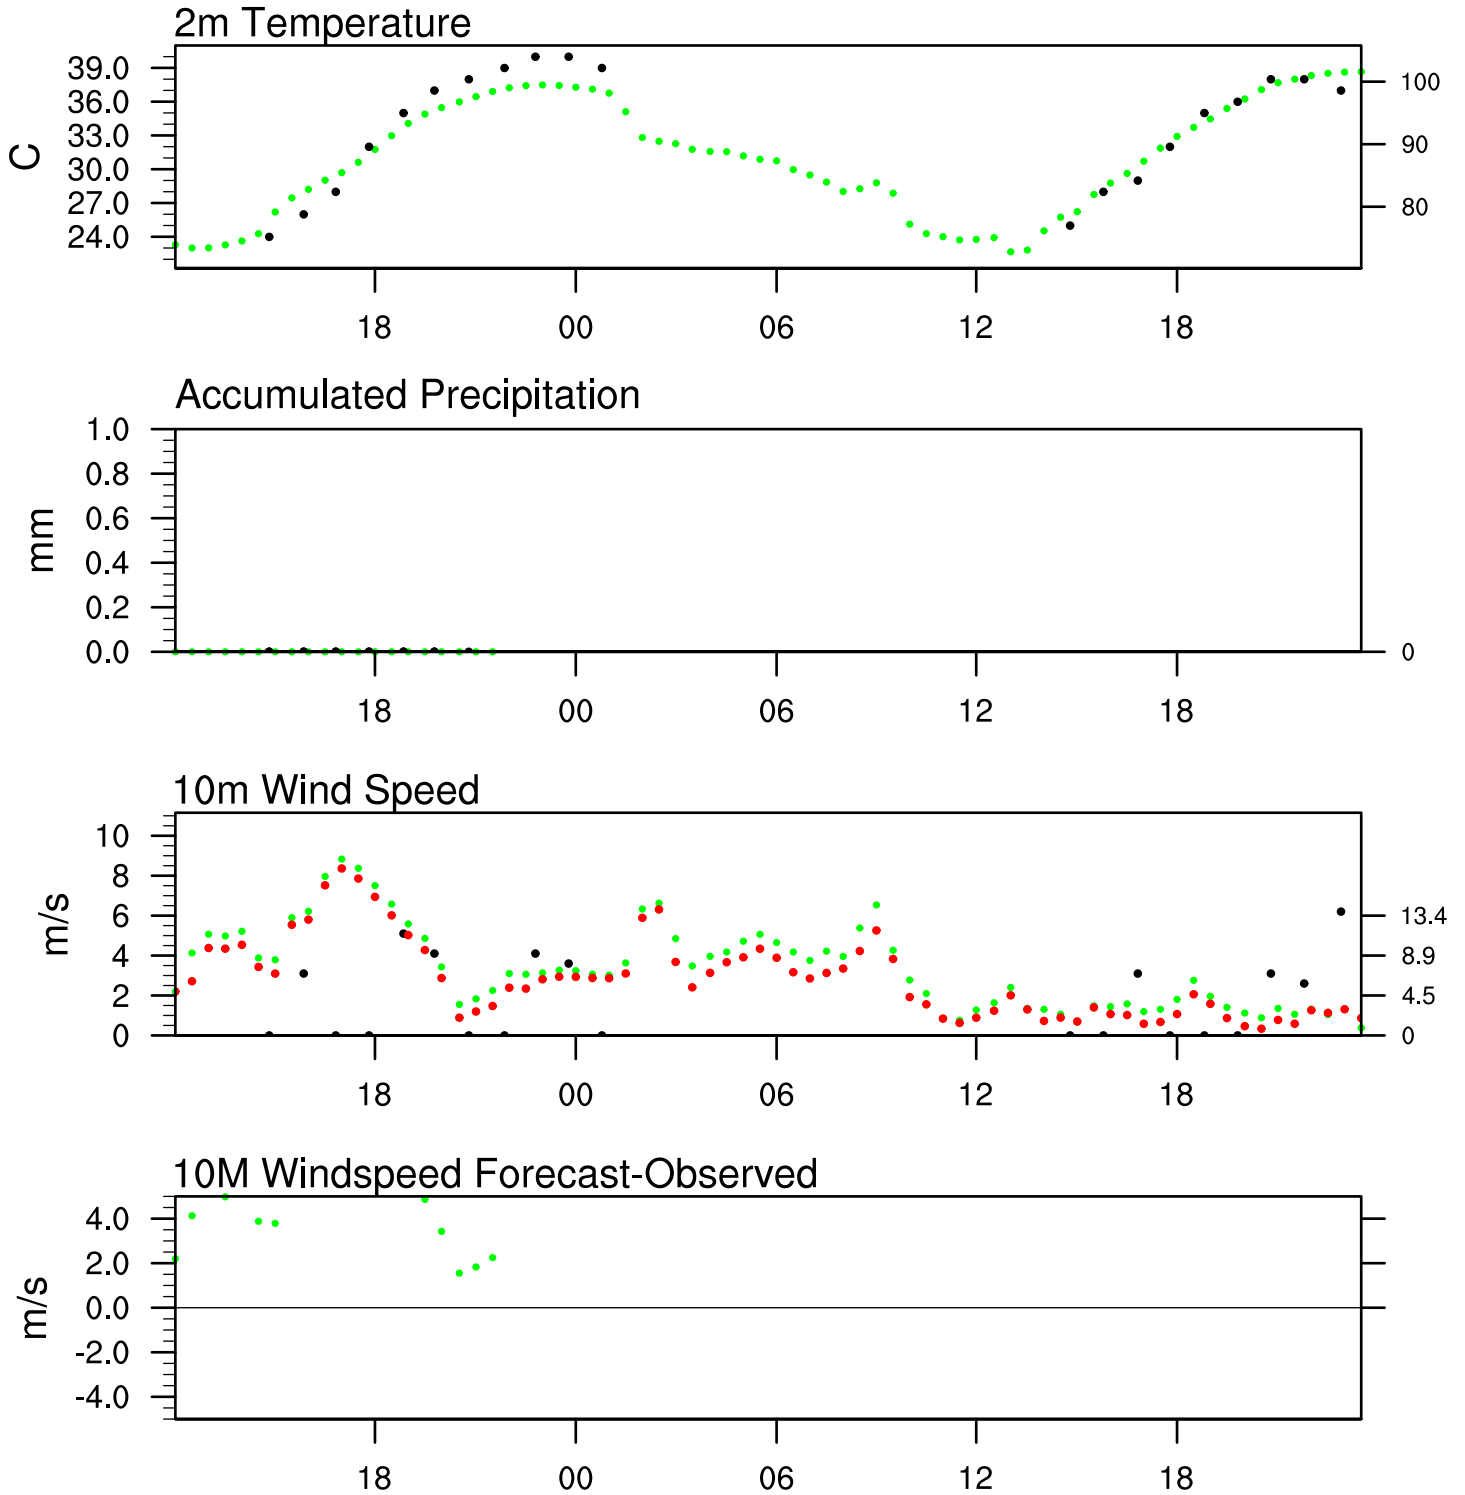 2m Temperature
39.0
36.0
33.0
30.0
27.0
24.0
C
100
90
80
18 00 06 12 18
Accumulated Precipitation
1.0
0.8
0.6
0.4
0.2
0.0
mm
0
18 00 06 12 18
10m Wind Speed
10
8
6
4
2
0
m/s
13.4
8.9
4.5
0
18 00 06 12 18
10M Windspeed Forecast-Observed
4.0
2.0
0.0
-2.0
-4.0
m/s
18 00 06 12 18